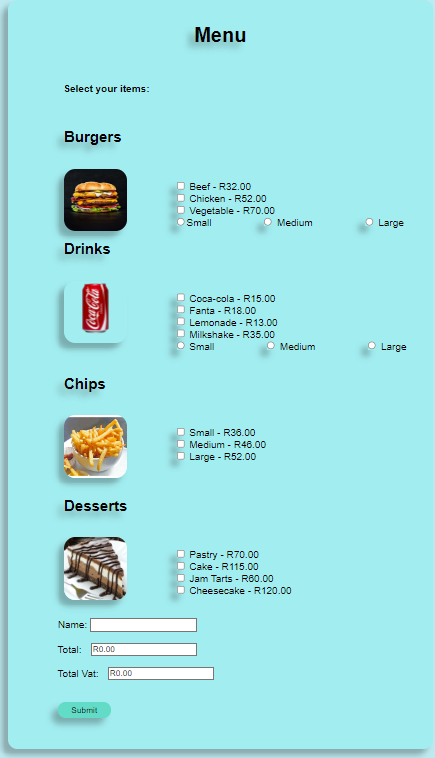 Menu
Select your items:
Burgers
Beef - R32.00
Chicken - R52.00
Vegetable - R70.00
Small Medium Large
Drinks
Coca-Cola
Coca-cola - R15.00
Fanta - R18.00
Lemonade - R13.00
Milkshake - R35.00
Small Medium Large
Chips
Small - R36.00
Medium - R46.00
Large - R52.00
Desserts
Pastry - R70.00
Cake - R115.00
Jam Tarts - R60.00
Cheesecake - R120.00
Name:
Total: R0.00
Total Vat: R0.00
Submit